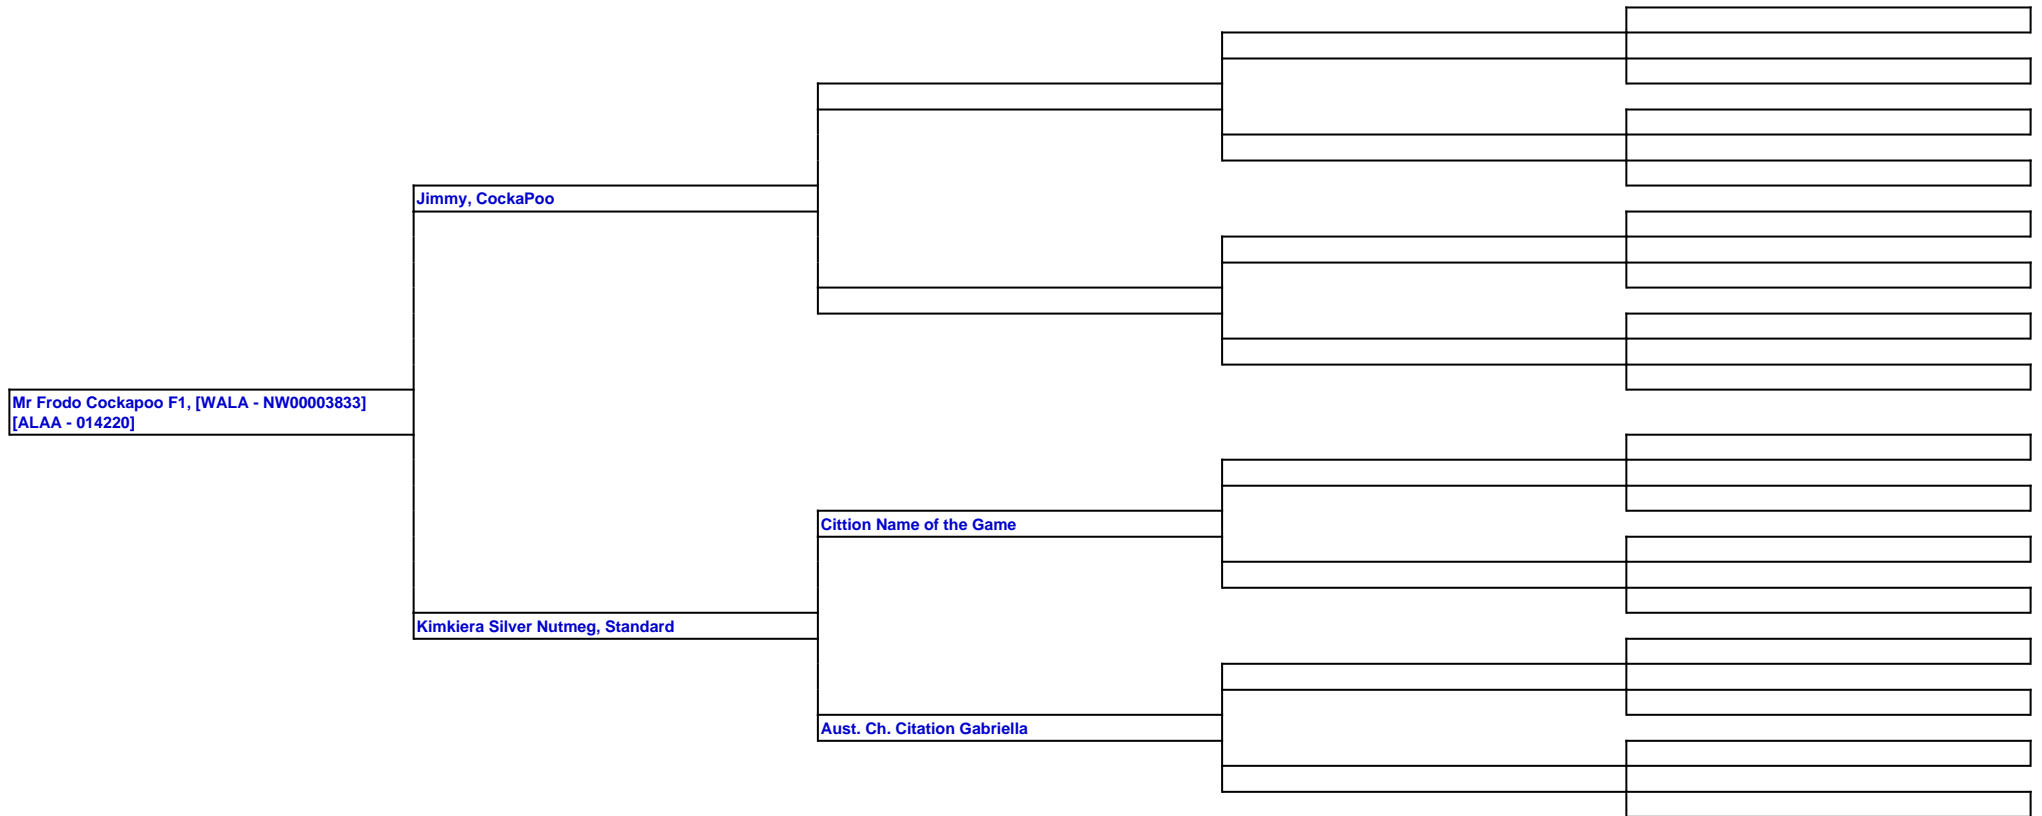 Jimmy, CockaPoo
Mr Frodo Cockapoo F1, [WALA - NW00003833]
[ALAA - 014220]
Cittion Name of the Game
Kimkiera Silver Nutmeg, Standard
Aust. Ch. Citation Gabriella